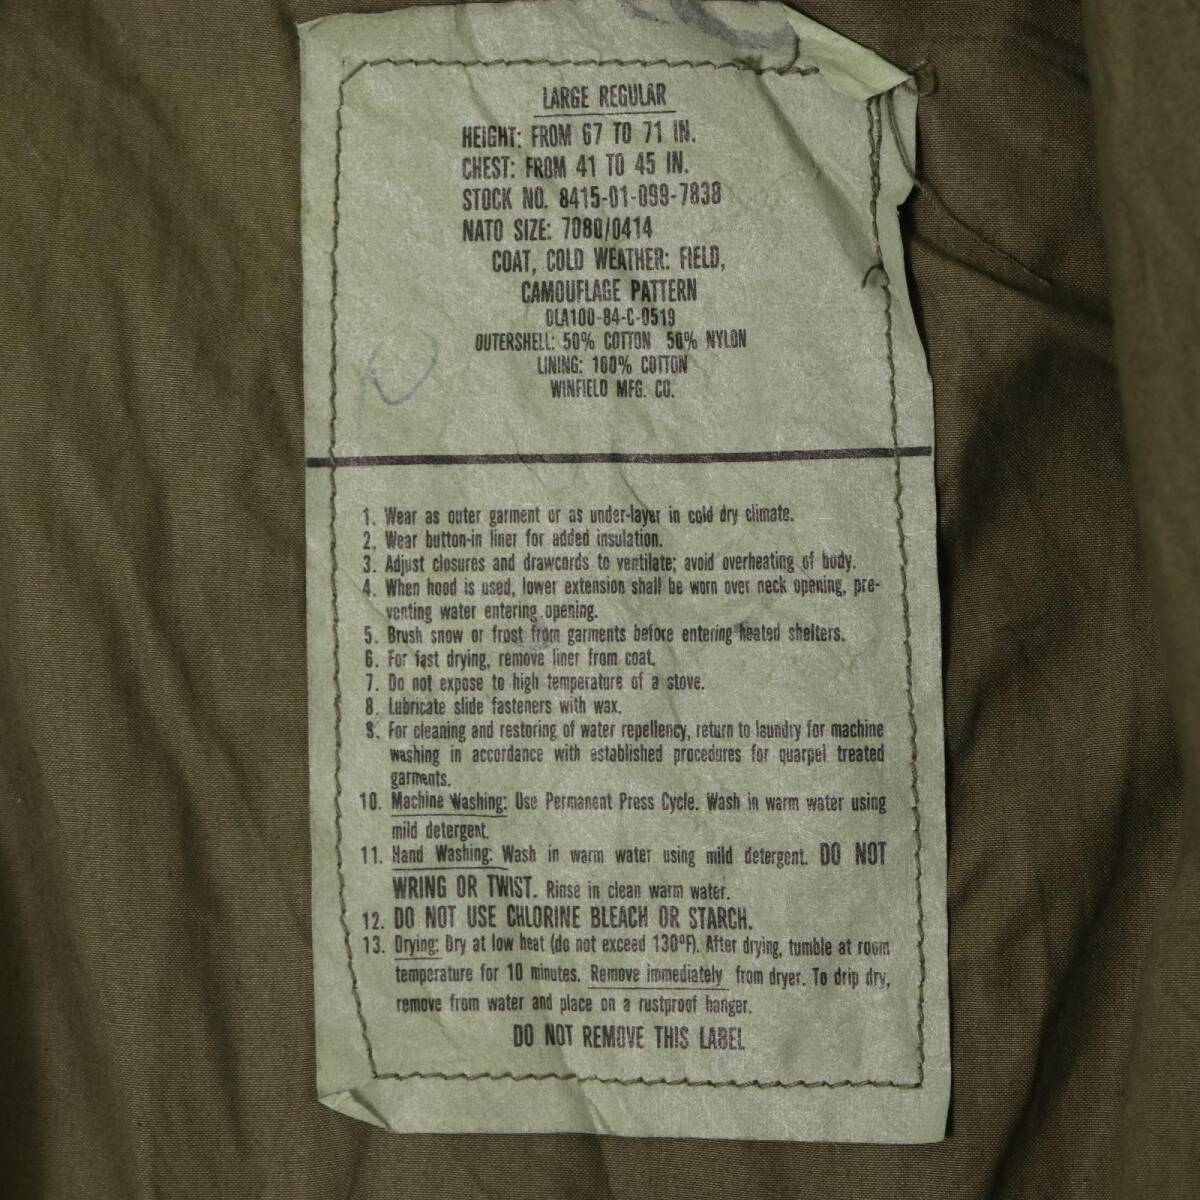 LARGE REGULAR
HEIGHT: FROM 67 TO 71 IN.
CHEST: FROM 41 TO 45 IN.
STOCK NO. 8415-01-099-7838
NATO SIZE: 7080/0414
COAT, COLD WEATHER: FIELD,
CAMOUFLAGE PATTERN
DLA100-84-C-0519
OUTERSHELL: 50% COTTON 50% NYLON
LINING: 100% COTTON
WINFIELD MFG. CO.
1. Wear as outer garment or as under-layer in cold dry climate.
2. Wear button-in liner for added insulation.
3. Adjust closures and drawcords to ventilate; avoid overheating of body.
4. When hood is used, lower extension shall be worn over neck opening, pre-
venting water entering opening.
5. Brush snow or frost from garments before entering heated shelters.
6. For fast drying, remove liner from coat.
7. Do not expose to high temperature of a stove.
8. Lubricate slide fasteners with wax.
9. For cleaning and restoring of water repellency, return to laundry for machine
washing in accordance with established procedures for quarpel treated
garments.
10. Machine Washing: Use Permanent Press Cycle. Wash in warm water using
mild detergent.
11. Hand Washing: Wash in warm water using mild detergent. DO NOT
WRING OR TWIST. Rinse in clean warm water.
12. DO NOT USE CHLORINE BLEACH OR STARCH.
13. Drying: Dry at low heat (do not exceed 130°F). After drying, tumble at room
temperature for 10 minutes. Remove immediately from dryer. To drip dry,
remove from water and place on a rustproof hanger.
DO NOT REMOVE THIS LABEL